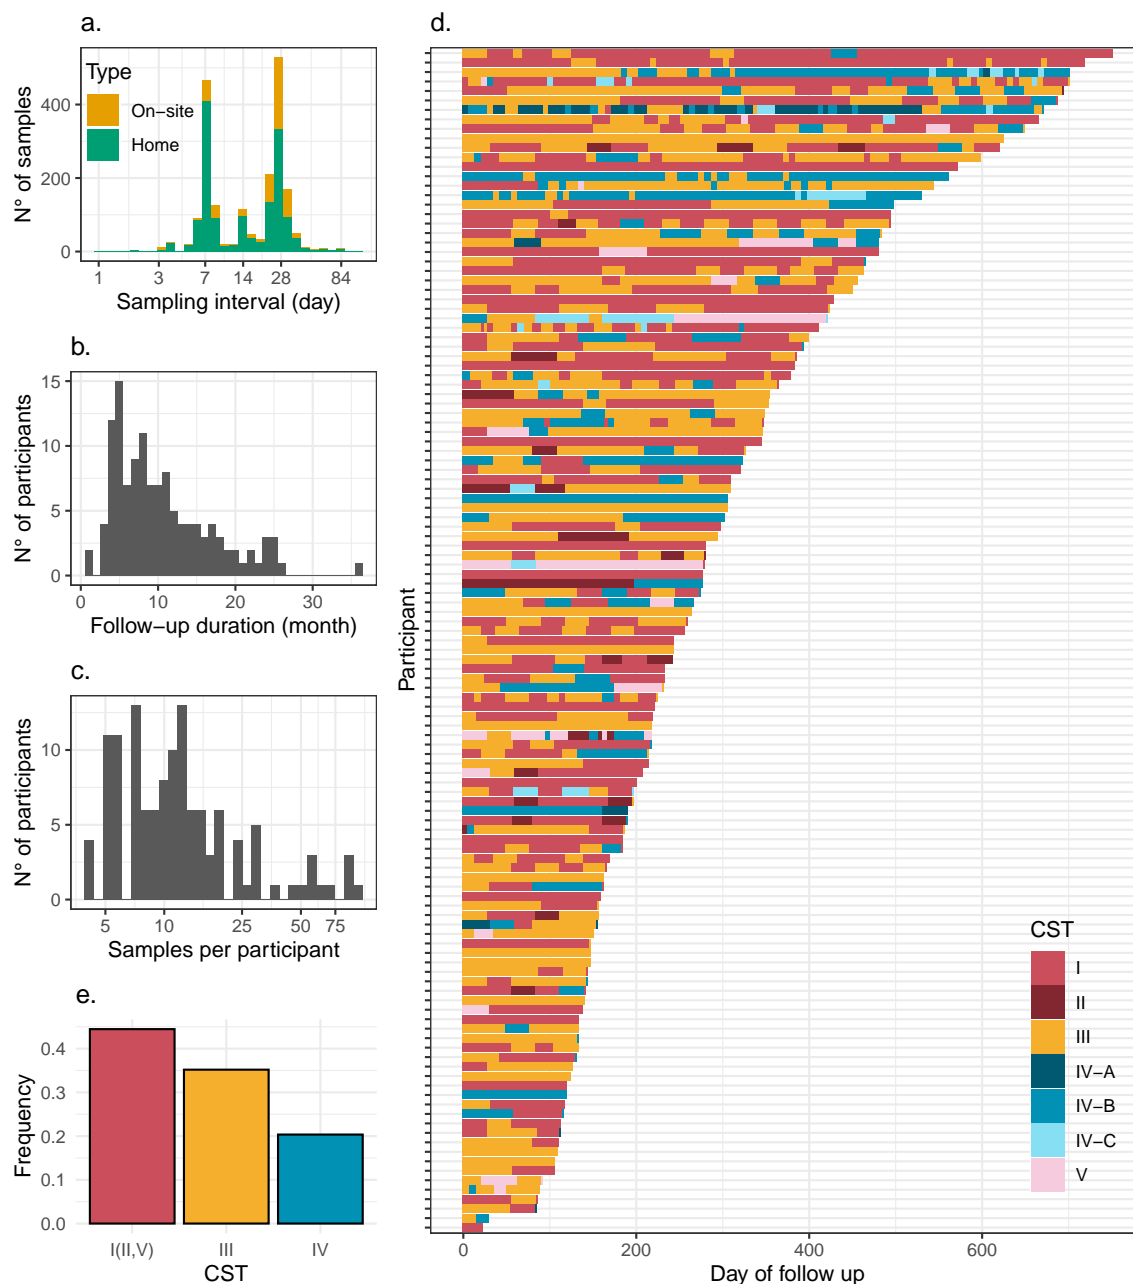 a.
N° of samples
400
200
0
Type
On−site
Home
1
3
7
14
28
84
Sampling interval (day)
b.
N° of participants
15
10
5
0
0
10
20
30
Follow−up duration (month)
c.
N° of participants
10
5
0
5
10
25
50
75
Samples per participant
e.
Frequency
0.4
0.3
0.2
0.1
0.0
I(II,V)
III
IV
CST
d.
Participant
CST
I
II
III
IV−A
IV−B
IV−C
V
0
200
400
600
Day of follow up